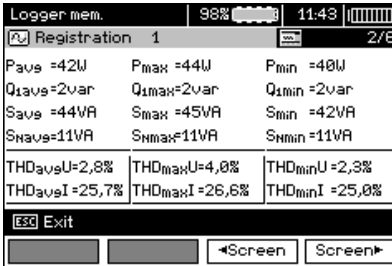 Logger mem. 98% 11:43
Registration 1 2/6
Pavg =42W Pmax =44W Pmin =40W
Q1avg=2var Q1max=2var Q1min =2var
Savg =44VA Smax =45VA Smin =42VA
SNavg=11VA SNmax=11VA SNmin =11VA
THDavgU=2,8% THDmaxU=4,0% THDminU =2,3%
THDavgI =25,7% THDmaxI =26,6% THDminI =25,0%
ESC Exit
◄Screen Screen►